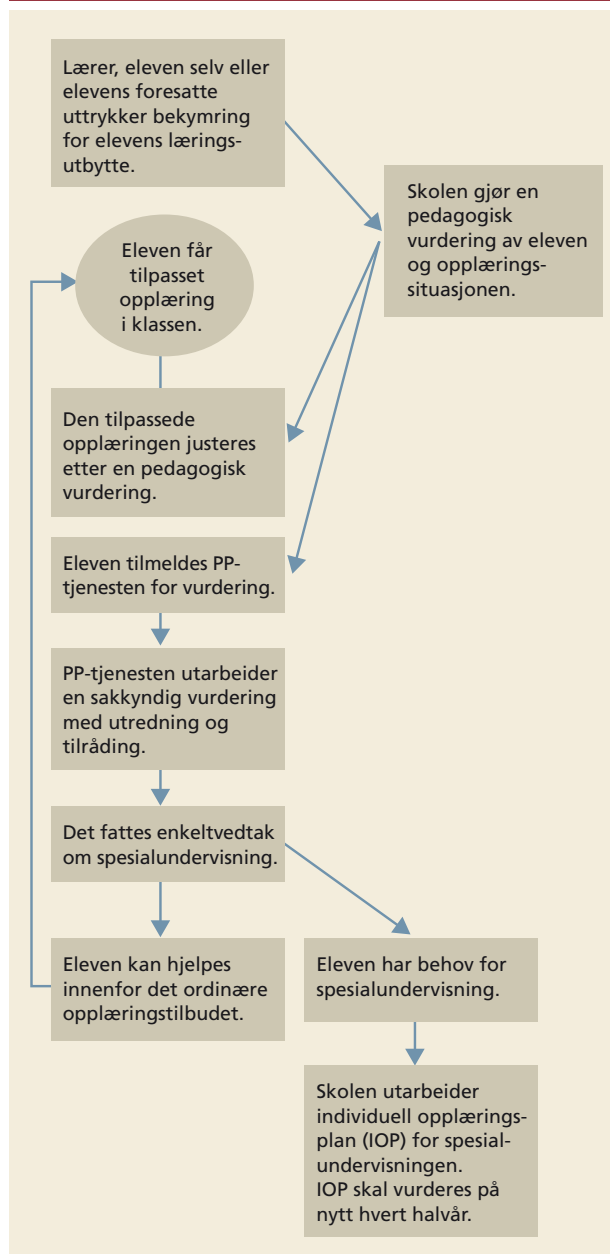 Lærer, eleven selv eller
elevens foresatte
uttrykker bekymring
for elevens lærings-
utbytte.
Skolen gjør en
pedagogisk
vurdering av eleven
og opplærings-
situasjonen.
Eleven får
tilpasset
opplæring
i klassen.
Den tilpassede
opplæringen justeres
etter en pedagogisk
vurdering.
Eleven tilmeldes PP-
tjenesten for vurdering.
PP-tjenesten utarbeider
en sakkyndig vurdering
med utredning og
tilråding.
Det fattes enkeltvedtak
om spesialundervisning.
Eleven kan hjelpes
innenfor det ordinære
opplæringstilbudet.
Eleven har behov for
spesialundervisning.
Skolen utarbeider
individuell opplærings-
plan (IOP) for spesial-
undervisningen.
IOP skal vurderes på
nytt hvert halvår.